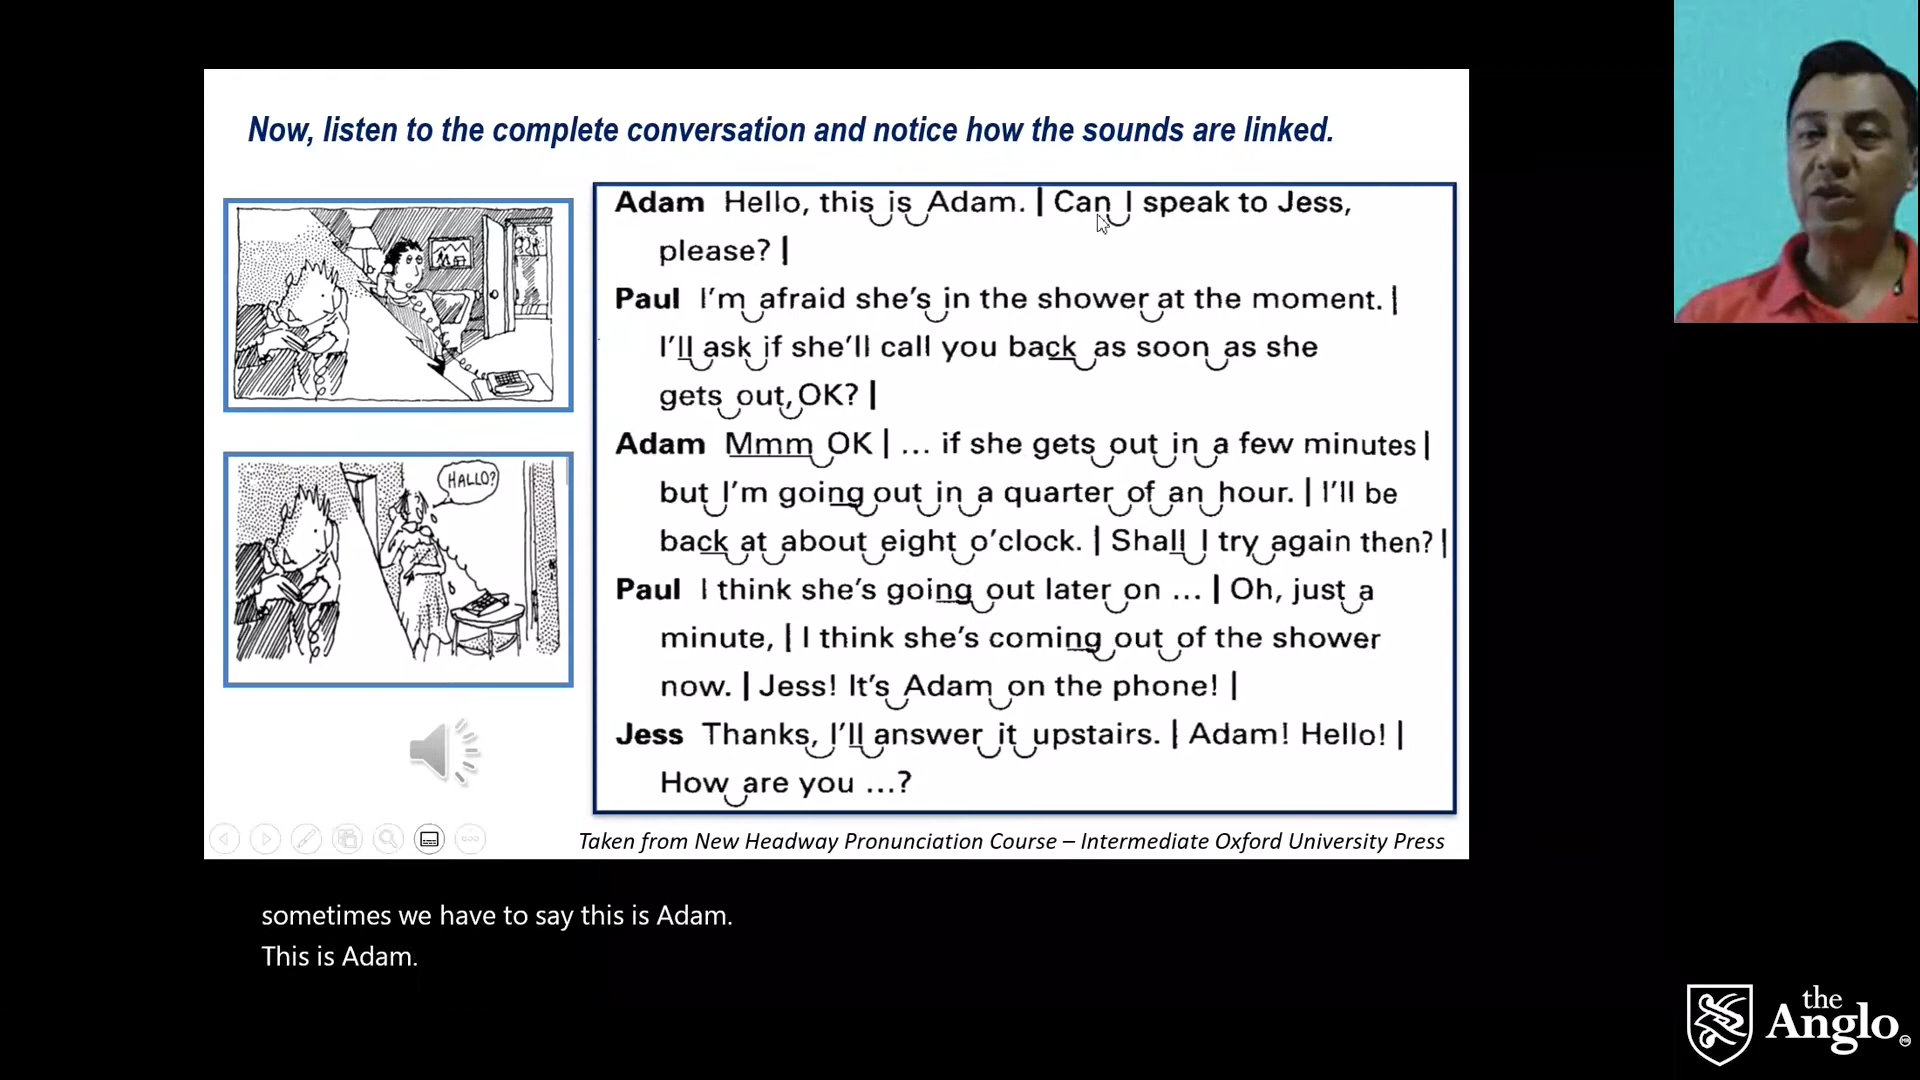 Now, listen to the complete conversation and notice how the sounds are linked.
Adam Hello, this is Adam. | Can I speak to Jess,
please? |
Paul I'm afraid she's in the shower at the moment. |
I'll ask if she'll call you back as soon as she
gets out, OK? |
Adam Mmm OK | ... if she gets out in a few minutes |
but I'm going out in a quarter of an hour. | I'll be
back at about eight o'clock. | Shall I try again then? |
Paul I think she's going out later on ... | Oh, just a
minute, | I think she's coming out of the shower
now. | Jess! It's Adam on the phone! |
Jess Thanks, I'll answer it upstairs. | Adam! Hello! |
How are you ...?
HALLO?
Taken from New Headway Pronunciation Course – Intermediate Oxford University Press
sometimes we have to say this is Adam.
This is Adam.
the
Anglo